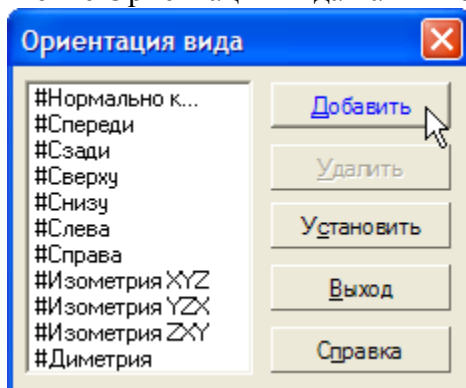 Ориентация вида
#Нормально к...
#Спереди
#Сзади
#Сверху
#Снизу
#Слева
#Справа
#Изометрия XYZ
#Изометрия YZX
#Изометрия ZXY
#Диметрия
Добавить
Удалить
Установить
Выход
Справка